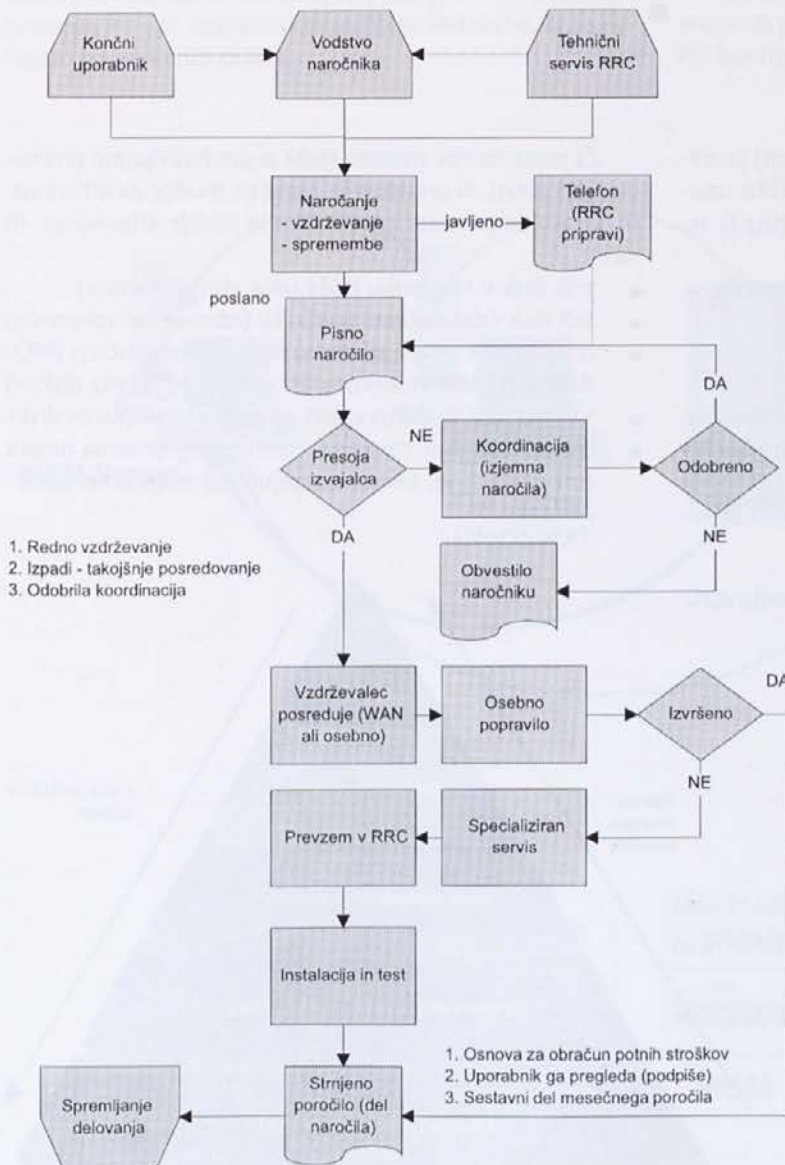 Končni
uporabnik
Vodstvo
naročnika
Tehnični
servis RRC
Naročanje
- vzdrževanje
- spremembe
javljeno
Telefon
(RRC
pripravi)
poslano
Pisno
naročilo
DA
Presoja
izvajalca
NE
Koordinacija
(izjemna
naročila)
Odobreno
DA
NE
1. Redno vzdrževanje
2. Izpadi - takojšnje posredovanje
3. Odobrila koordinacija
Obvestilo
naročniku
Vzdrževalec
posreduje (WAN
ali osebno)
Osebno
popravilo
Izvršeno
DA
NE
Prevzem v RRC
Specializiran
servis
Instalacija in test
1. Osnova za obračun potnih stroškov
2. Uporabnik ga pregleda (podpiše)
3. Sestavni del mesečnega poročila
Spremljanje
delovanja
Strnjeno
poročilo (del
naročila)